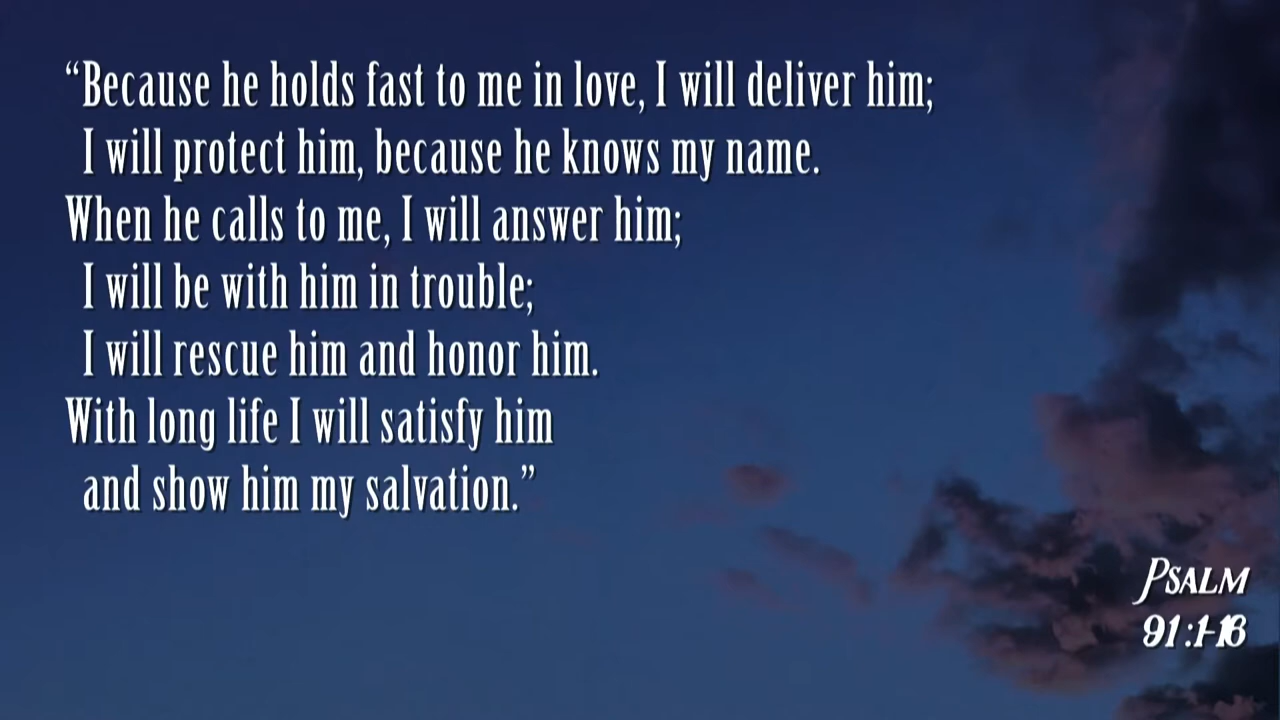 “Because he holds fast to me in love, I will deliver him;
I will protect him, because he knows my name.
When he calls to me, I will answer him;
I will be with him in trouble;
I will rescue him and honor him.
With long life I will satisfy him
and show him my salvation.”
Psalm
91:1-16